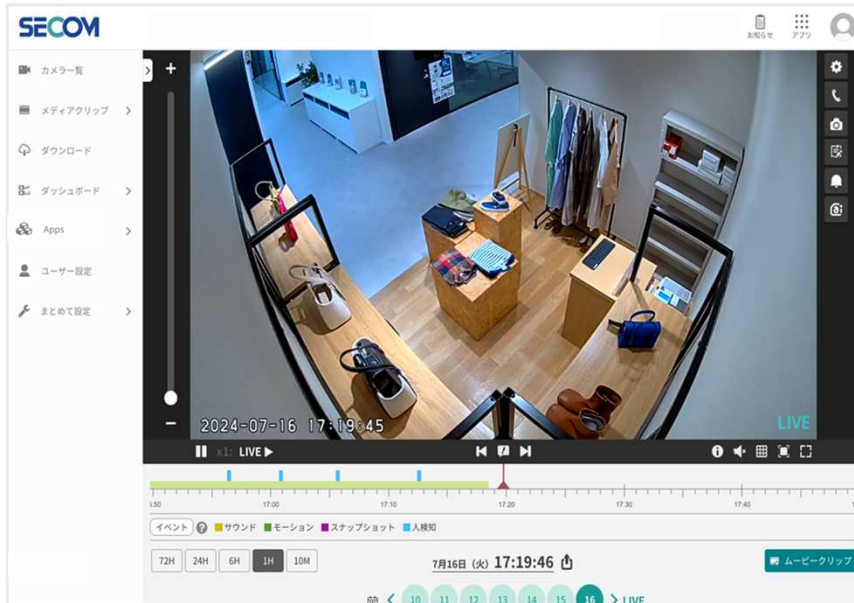 SECOM
お知らせ
アプリ
カメラ一覧
メディアクリップ
ダウンロード
ダッシュボード
Apps
ユーザー設定
まとめて設定
2024-07-16 17:19:45
LIVE
x1: LIVE
:50 17:00 17:10 17:20 17:30 17:40
イベント サウンド モーション スナップショット 人検知
72H 24H 6H 1H 10M
7月16日（火） 17:19:46
ムービークリップ
10 11 12 13 14 15 16 LIVE